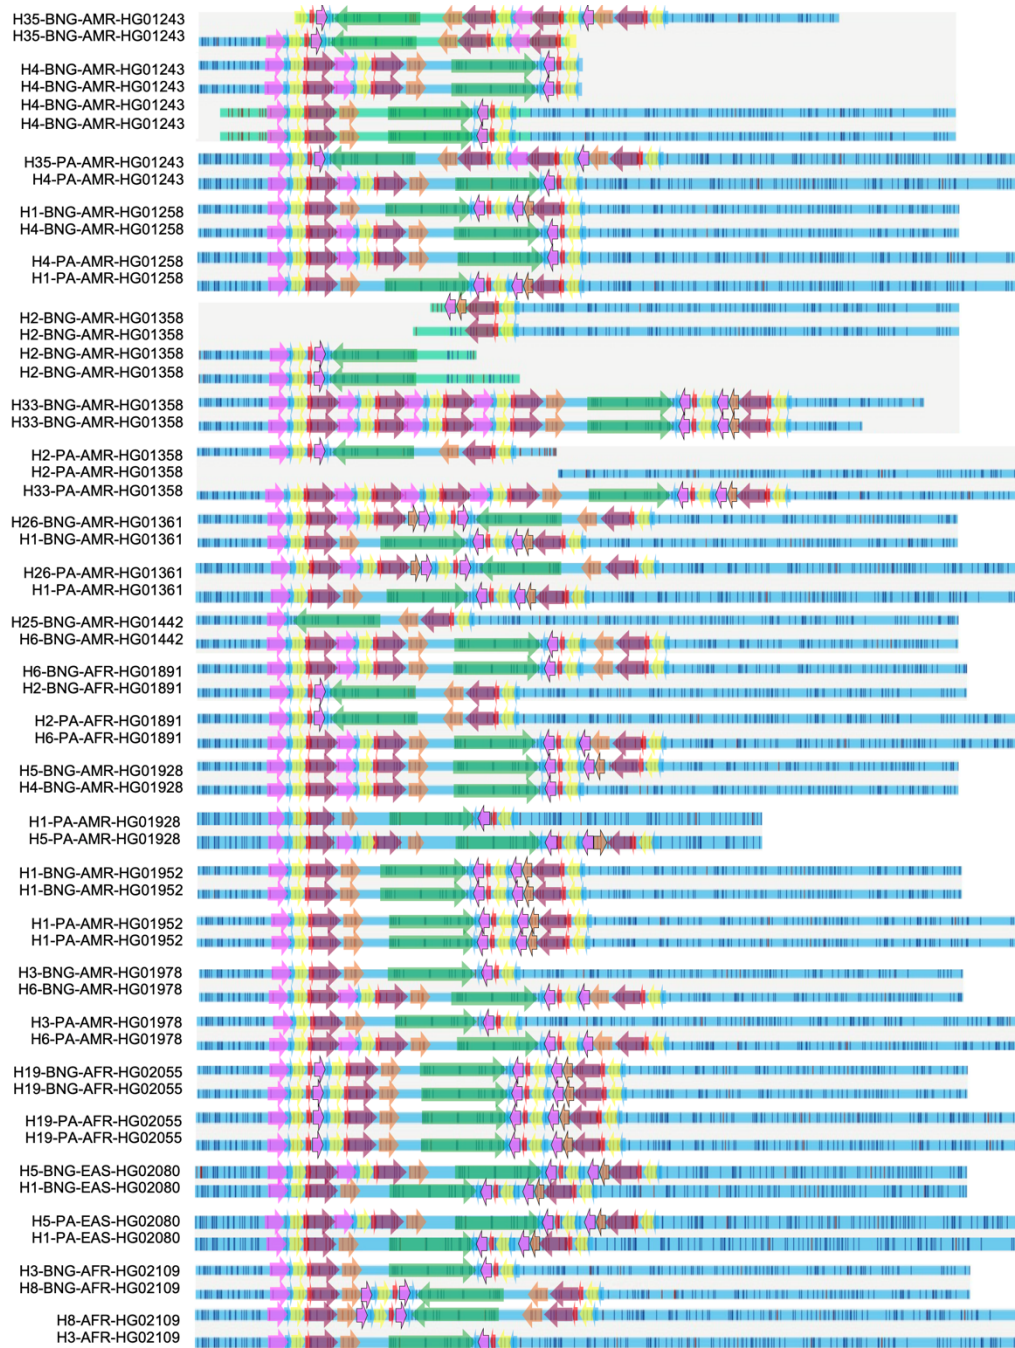 H35-BNG-AMR-HG01243
H35-BNG-AMR-HG01243
H4-BNG-AMR-HG01243
H4-BNG-AMR-HG01243
H4-BNG-AMR-HG01243
H4-BNG-AMR-HG01243
H35-PA-AMR-HG01243
H4-PA-AMR-HG01243
H1-BNG-AMR-HG01258
H4-BNG-AMR-HG01258
H4-PA-AMR-HG01258
H1-PA-AMR-HG01258
H2-BNG-AMR-HG01358
H2-BNG-AMR-HG01358
H2-BNG-AMR-HG01358
H2-BNG-AMR-HG01358
H33-BNG-AMR-HG01358
H33-BNG-AMR-HG01358
H2-PA-AMR-HG01358
H2-PA-AMR-HG01358
H33-PA-AMR-HG01358
H26-BNG-AMR-HG01361
H1-BNG-AMR-HG01361
H26-PA-AMR-HG01361
H1-PA-AMR-HG01361
H25-BNG-AMR-HG01442
H6-BNG-AMR-HG01442
H6-BNG-AFR-HG01891
H2-BNG-AFR-HG01891
H2-PA-AFR-HG01891
H6-PA-AFR-HG01891
H5-BNG-AMR-HG01928
H4-BNG-AMR-HG01928
H1-PA-AMR-HG01928
H5-PA-AMR-HG01928
H1-BNG-AMR-HG01952
H1-BNG-AMR-HG01952
H1-PA-AMR-HG01952
H1-PA-AMR-HG01952
H3-BNG-AMR-HG01978
H6-BNG-AMR-HG01978
H3-PA-AMR-HG01978
H6-PA-AMR-HG01978
H19-BNG-AFR-HG02055
H19-BNG-AFR-HG02055
H19-PA-AFR-HG02055
H19-PA-AFR-HG02055
H5-BNG-EAS-HG02080
H1-BNG-EAS-HG02080
H5-PA-EAS-HG02080
H1-PA-EAS-HG02080
H3-BNG-AFR-HG02109
H8-BNG-AFR-HG02109
H8-AFR-HG02109
H3-AFR-HG02109